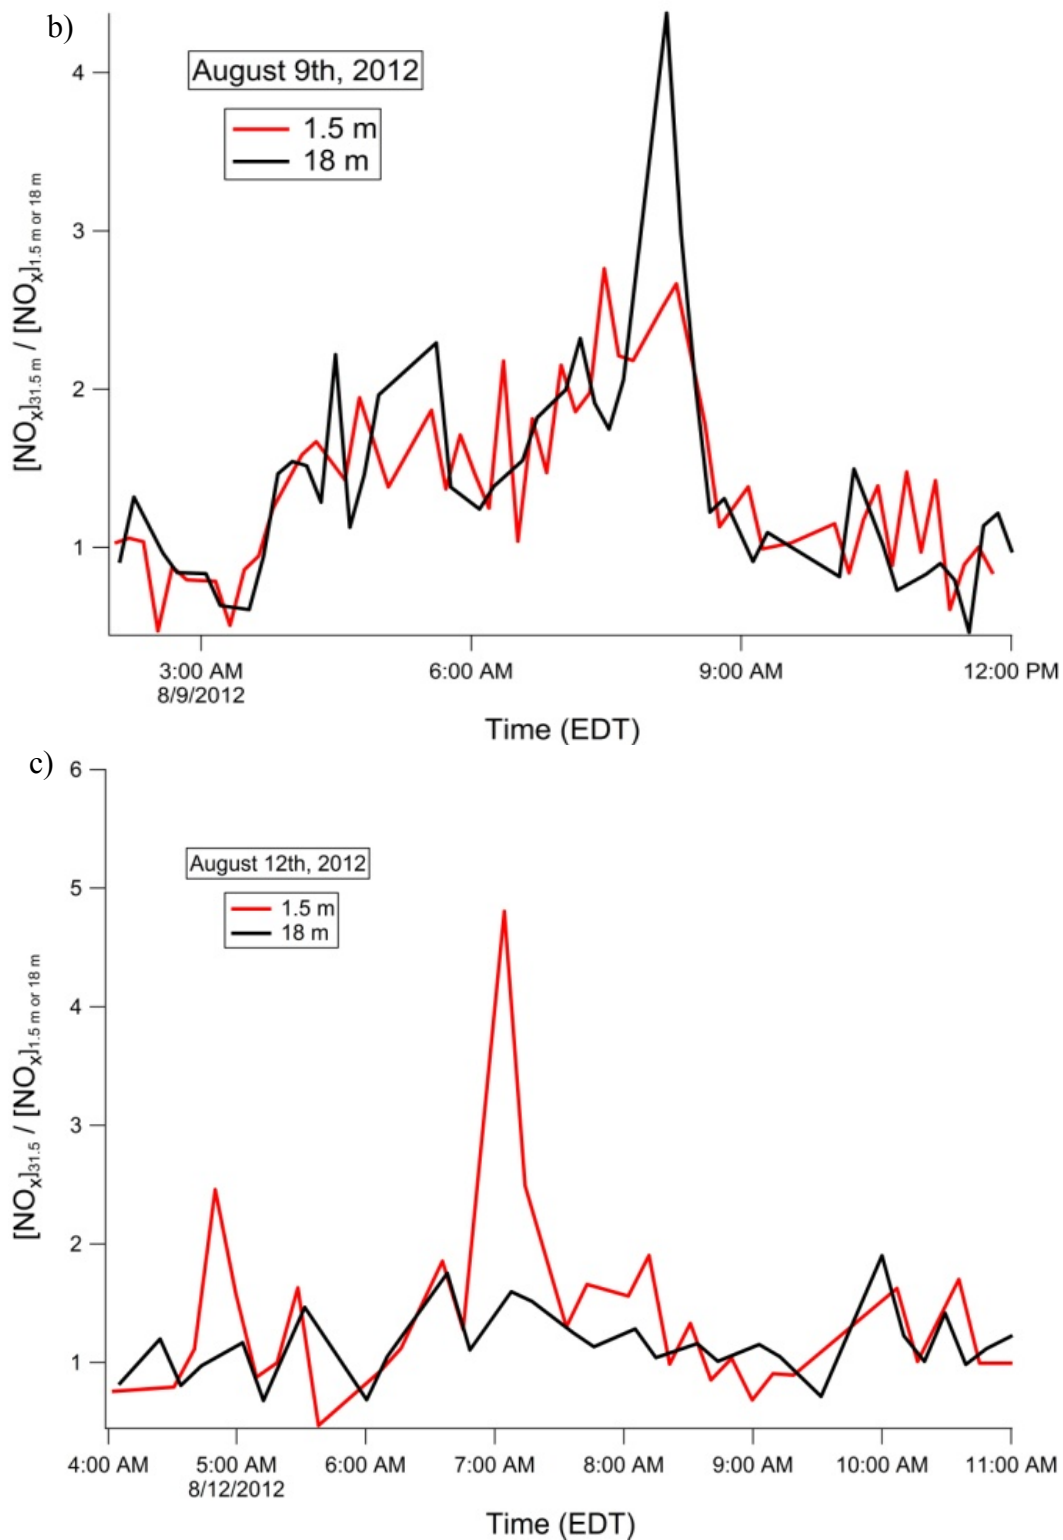 b)
August 9th, 2012
1.5 m
18 m
4
3
2
1
[NOx]31.5 m / [NOx]1.5 m or 18 m
3:00 AM 6:00 AM 9:00 AM 12:00 PM
8/9/2012
Time (EDT)
c)
6
5
4
3
2
1
August 12th, 2012
1.5 m
18 m
[NOx]31.5 / [NOx]1.5 m or 18 m
4:00 AM 5:00 AM 6:00 AM 7:00 AM 8:00 AM 9:00 AM 10:00 AM 11:00 AM
8/12/2012
Time (EDT)